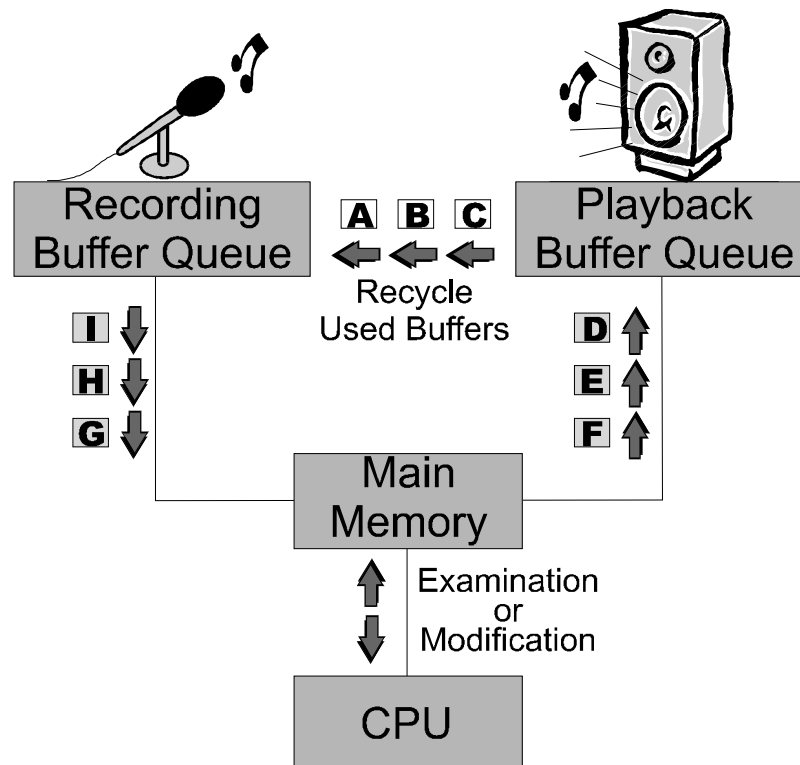 Recording
Buffer Queue
A B C
Recycle
Used Buffers
Playback
Buffer Queue
I
H
G
D
E
F
Main
Memory
Examination
or
Modification
CPU